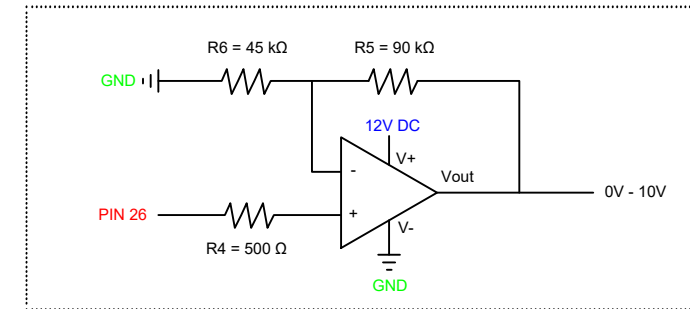 R6 = 45 kΩ
R5 = 90 kΩ
GND
12V DC
V+
-
Vout
0V - 10V
PIN 26
+
V-
R4 = 500 Ω
GND